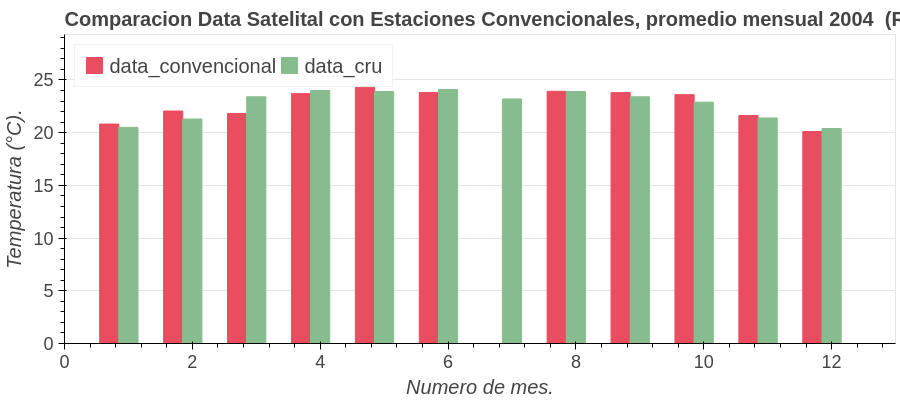 Comparacion Data Satelital con Estaciones Convencionales, promedio mensual 2004 (R
data_convencional data_cru
25
20
15
10
5
0
Temperatura (°C).
0 2 4 6 8 10 12
Numero de mes.